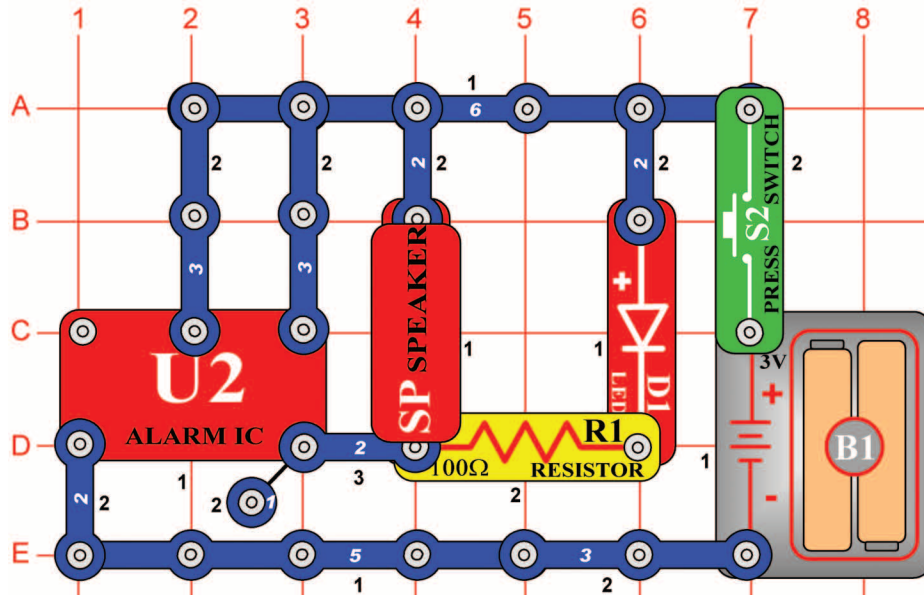 1 2 3 4 5 6 7 8
1
A
6
2 2 2 2 2 2
PRESS S2 SWITCH
B
SPEAKER
+
3 3
C
SP
1 1
D1
LED
3V
U2
ALARM IC
+
B1
D
2
R1
100Ω
RESISTOR
1
-
2 2
1
3
2
2 1
E
5 3
1 2